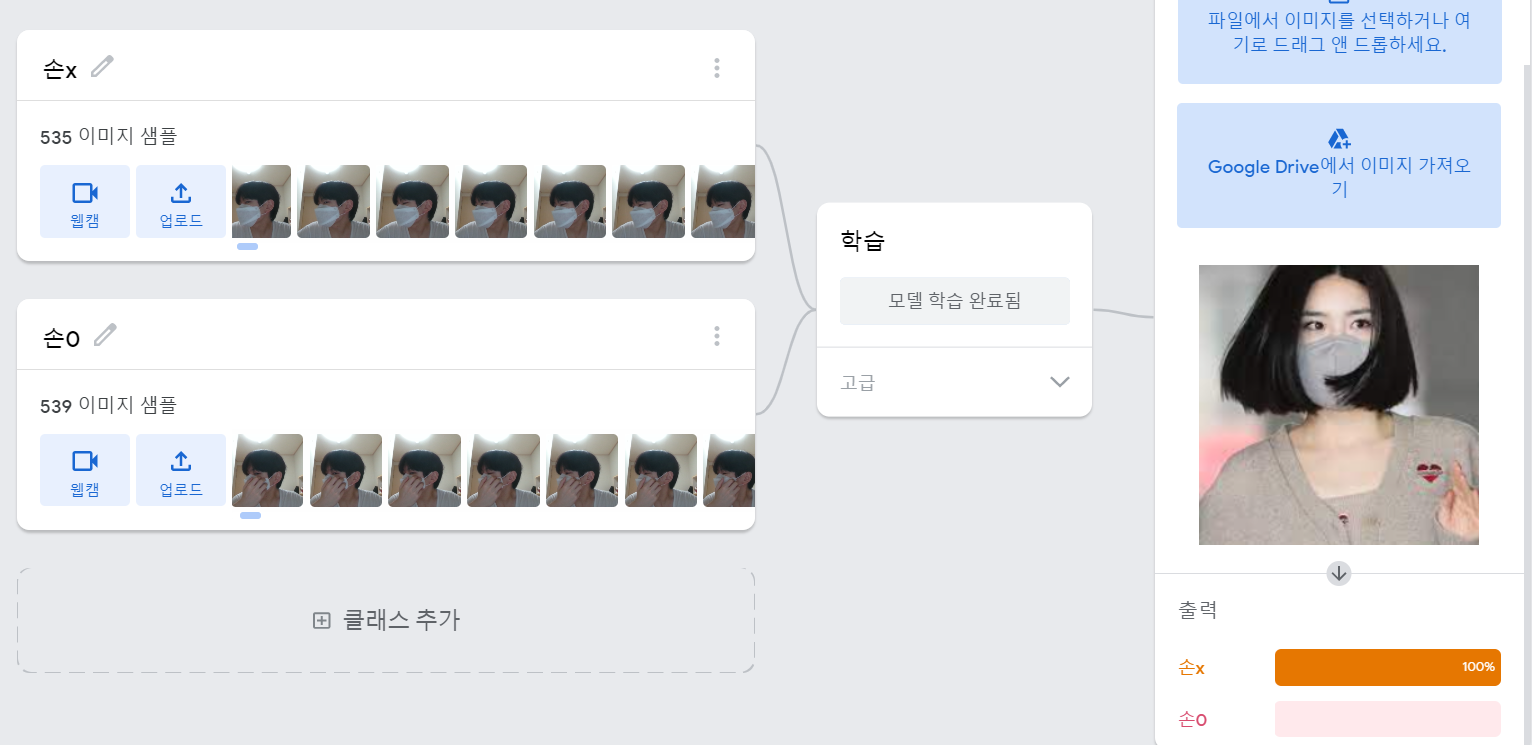 손x
535 이미지 샘플
웹캠
업로드
손0
539 이미지 샘플
웹캠
업로드
클래스 추가
학습
모델 학습 완료됨
고급
파일에서 이미지를 선택하거나 여
기로 드래그 앤 드롭하세요.
Google Drive에서 이미지 가져오
기
출력
손x
100%
손0